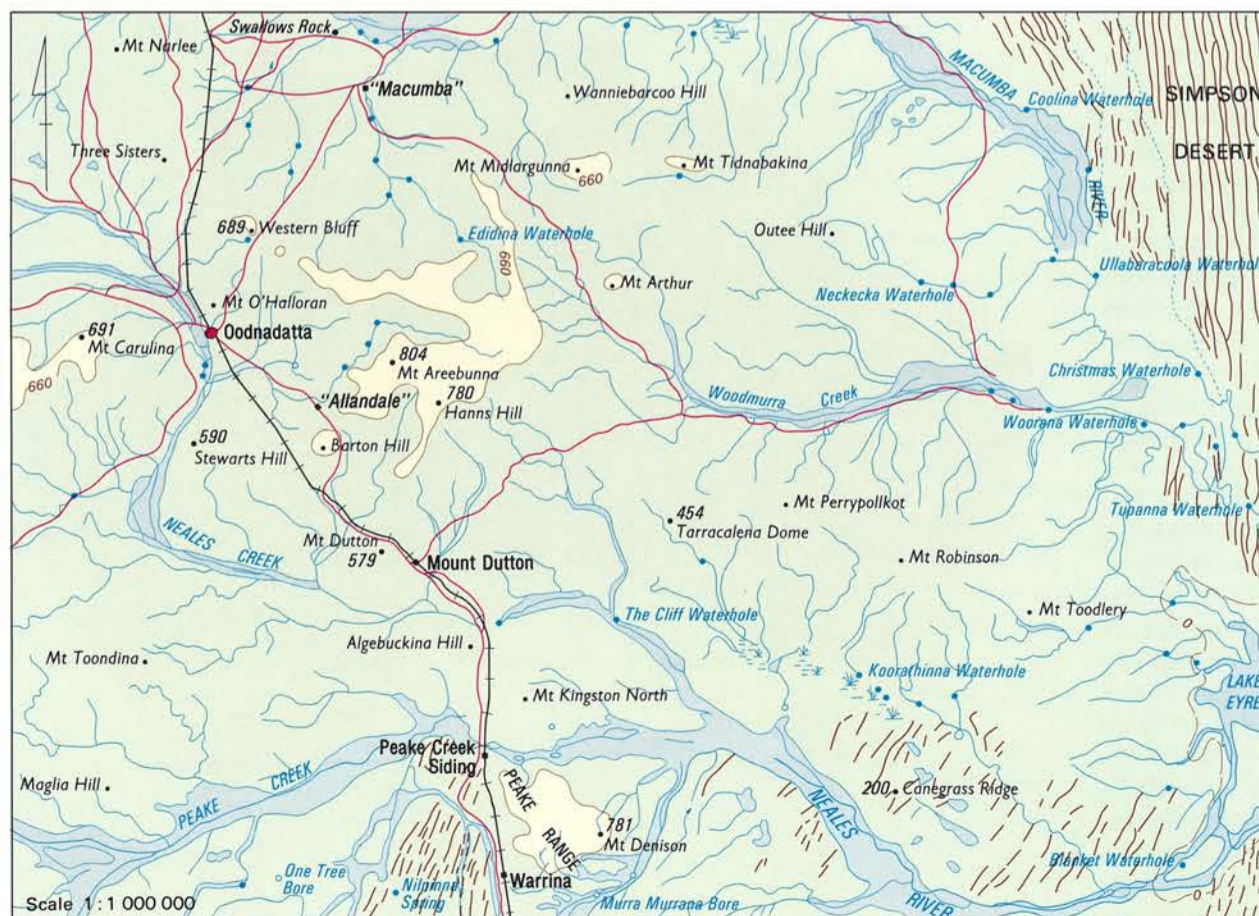 Swallows Rock
Mt Narlee
MACUMBA
"Macumba"
Wanniebarcoo Hill
Coolina Waterhole
SIMPSON
DESERT
Three Sisters
Mt Midlargunna
660
Mt Tidnabakina
RIVER
689
Western Bluff
Edidina Waterhole
660
Outee Hill
Ullabaracoola Waterhol
Mt Arthur
Neckecka Waterhole
Mt O'Halloran
Oodnadatta
691
Mt Carulina
660
804
Mt Areebunna
780
Hanns Hill
"Allandale"
Woodmurra Creek
Christmas Waterhole
Woorana Waterhole
590
Stewarts Hill
Barton Hill
Mt Perrypollkot
454
Tarracalena Dome
Tupanna Waterhole
NEALES CREEK
Mt Dutton
579
Mount Dutton
Mt Robinson
The Cliff Waterhole
Mt Toodlery
0
Algebuckina Hill
Mt Toondina
Koorathinna Waterhole
LAKE
EYRE
Mt Kingston North
Peake Creek
Siding
PEAKE CREEK
Maglia Hill
PEAKE
RANGE
200
Canegrass Ridge
NEALES
RIVER
781
Mt Denison
One Tree
Bore
Nilpinna
Spring
Warrina
Blanket Waterhole
Murra Murrana Bore
0
Scale 1:1 000 000